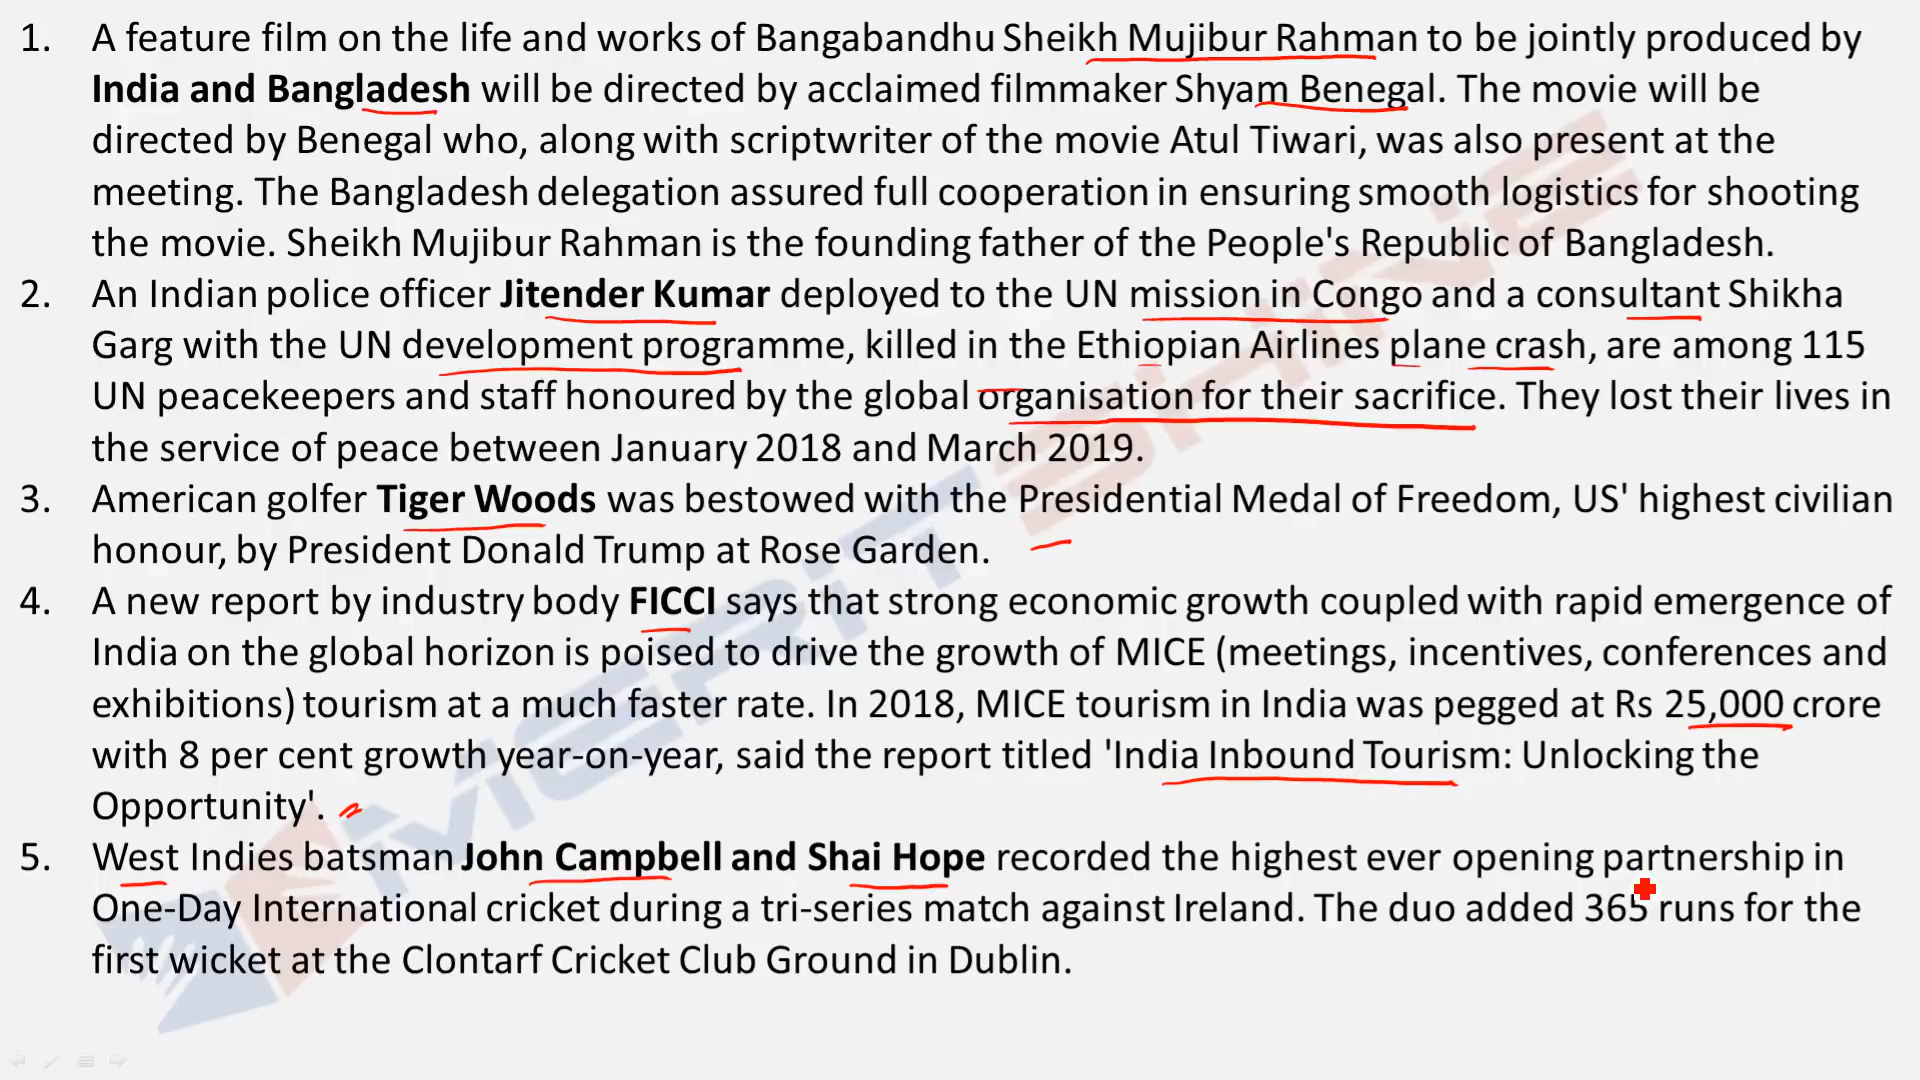 1. A feature film on the life and works of Bangabandhu Sheikh Mujibur Rahman to be jointly produced by
India and Bangladesh will be directed by acclaimed filmmaker Shyam Benegal. The movie will be
directed by Benegal who, along with scriptwriter of the movie Atul Tiwari, was also present at the
meeting. The Bangladesh delegation assured full cooperation in ensuring smooth logistics for shooting
the movie. Sheikh Mujibur Rahman is the founding father of the People's Republic of Bangladesh.
2. An Indian police officer Jitender Kumar deployed to the UN mission in Congo and a consultant Shikha
Garg with the UN development programme, killed in the Ethiopian Airlines plane crash, are among 115
UN peacekeepers and staff honoured by the global organisation for their sacrifice. They lost their lives in
the service of peace between January 2018 and March 2019.
3. American golfer Tiger Woods was bestowed with the Presidential Medal of Freedom, US' highest civilian
honour, by President Donald Trump at Rose Garden.
4. A new report by industry body FICCI says that strong economic growth coupled with rapid emergence of
India on the global horizon is poised to drive the growth of MICE (meetings, incentives, conferences and
exhibitions) tourism at a much faster rate. In 2018, MICE tourism in India was pegged at Rs 25,000 crore
with 8 per cent growth year-on-year, said the report titled 'India Inbound Tourism: Unlocking the
Opportunity'.
5. West Indies batsman John Campbell and Shai Hope recorded the highest ever opening partnership in
One-Day International cricket during a tri-series match against Ireland. The duo added 365 runs for the
first wicket at the Clontarf Cricket Club Ground in Dublin.
MERITSHINE